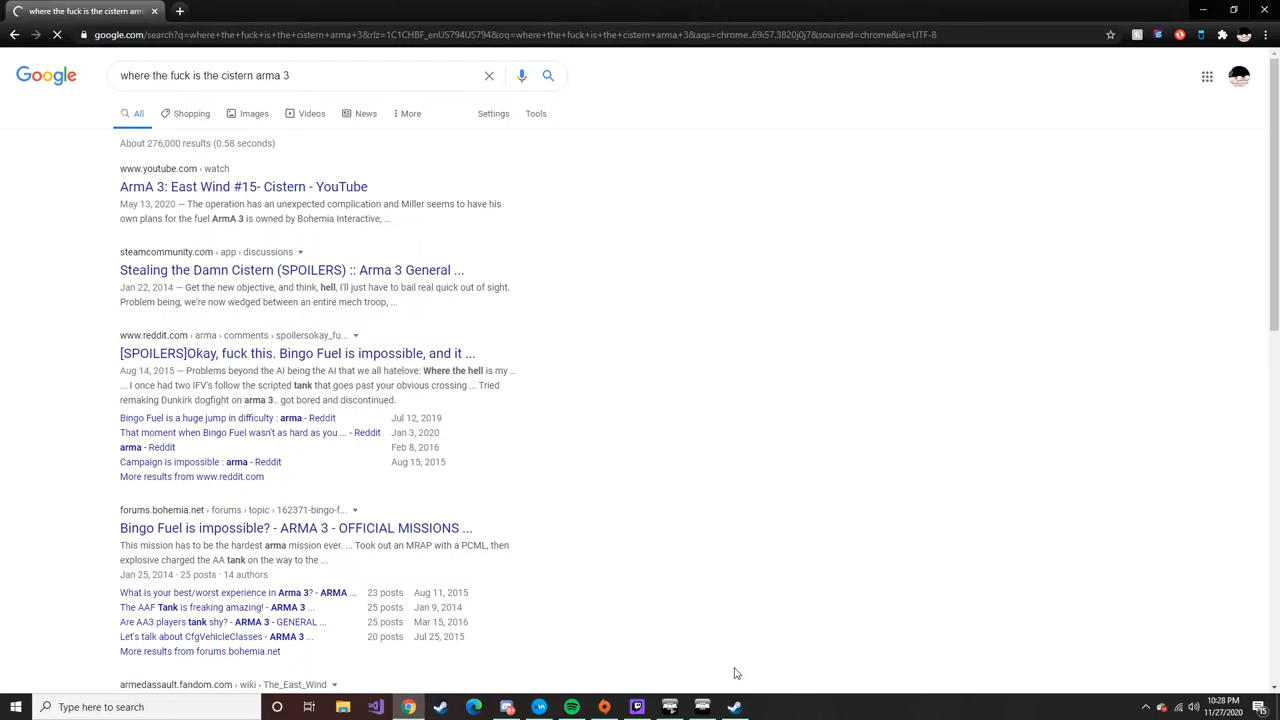 where the fuck is the cistern arm
google.com/search?q=where+the+fuck+is+the+cistern+arma+3&rlz=1C1CHBF_enUS794US794&oq=where+the+fuck+is+the+cistern+arma+3&aqs=chrome..69i57.3820j0j7&sourceid=chrome&ie=UTF-8
Google
where the fuck is the cistern arma 3
All Shopping Images Videos News More Settings Tools
About 276,000 results (0.58 seconds)
www.youtube.com › watch
ArmA 3: East Wind #15- Cistern - YouTube
May 13, 2020 — The operation has an unexpected complication and Miller seems to have his
own plans for the fuel ArmA 3 is owned by Bohemia Interactive, ...
steamcommunity.com › app › discussions
Stealing the Damn Cistern (SPOILERS) :: Arma 3 General ...
Jan 22, 2014 — Get the new objective, and think, hell, I'll just have to bail real quick out of sight.
Problem being, we're now wedged between an entire mech troop, ...
www.reddit.com › arma › comments › spoilersokay_fu...
[SPOILERS]Okay, fuck this. Bingo Fuel is impossible, and it ...
Aug 14, 2015 — Problems beyond the AI being the AI that we all hatelove: Where the hell is my ...
... I once had two IFV's follow the scripted tank that goes past your obvious crossing ... Tried
remaking Dunkirk dogfight on arma 3.. got bored and discontinued.
Bingo Fuel is a huge jump in difficulty : arma - Reddit Jul 12, 2019
That moment when Bingo Fuel wasn't as hard as you ... - Reddit Jan 3, 2020
arma - Reddit Feb 8, 2016
Campaign is impossible : arma - Reddit Aug 15, 2015
More results from www.reddit.com
forums.bohemia.net › forums › topic › 162371-bingo-f...
Bingo Fuel is impossible? - ARMA 3 - OFFICIAL MISSIONS ...
This mission has to be the hardest arma mission ever. ... Took out an MRAP with a PCML, then
explosive charged the AA tank on the way to the ...
Jan 25, 2014 · 25 posts · 14 authors
What is your best/worst experience in Arma 3? - ARMA ... 23 posts Aug 11, 2015
The AAF Tank is freaking amazing! - ARMA 3 ... 25 posts Jan 9, 2014
Are AA3 players tank shy? - ARMA 3 - GENERAL ... 25 posts Mar 15, 2016
Let's talk about CfgVehicleClasses - ARMA 3 ... 20 posts Jul 25, 2015
More results from forums.bohemia.net
armedassault.fandom.com › wiki › The_East_Wind
Type here to search
10:28 PM
11/27/2020